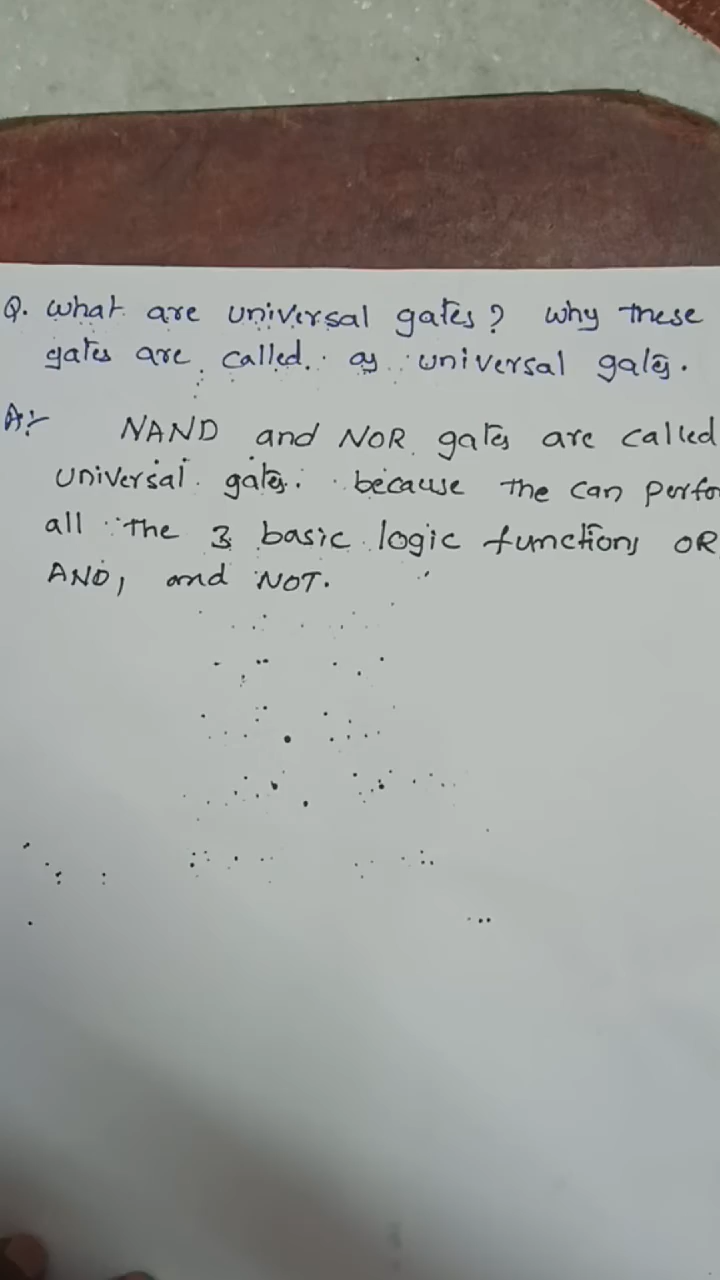 Q. What are universal gates? why these
gates are called as universal gates.
A:- NAND and NOR gates are called
universal gates. because the can perfo
all the 3 basic logic functions OR
AND, and NOT.